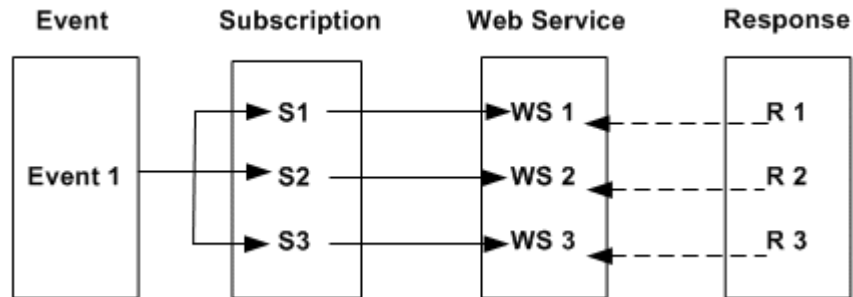 Event Subscription Web Service Response
S1 WS 1 R 1
Event 1 S2 WS 2 R 2
S3 WS 3 R 3